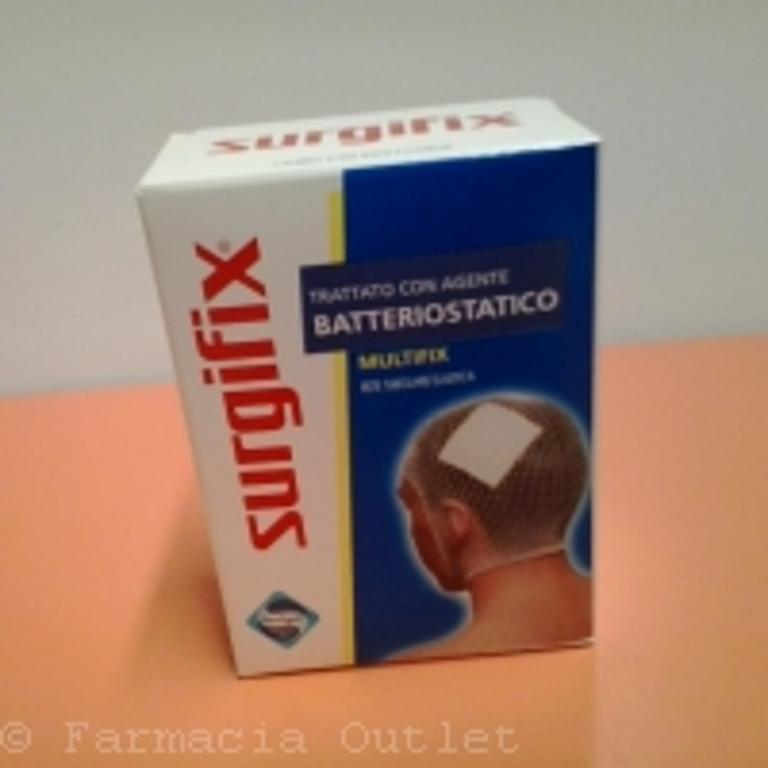 surgifix
surgifix®
TRATTATO CON AGENTE
BATTERIOSTATICO
MULTIFIX
© Farmacia Outlet